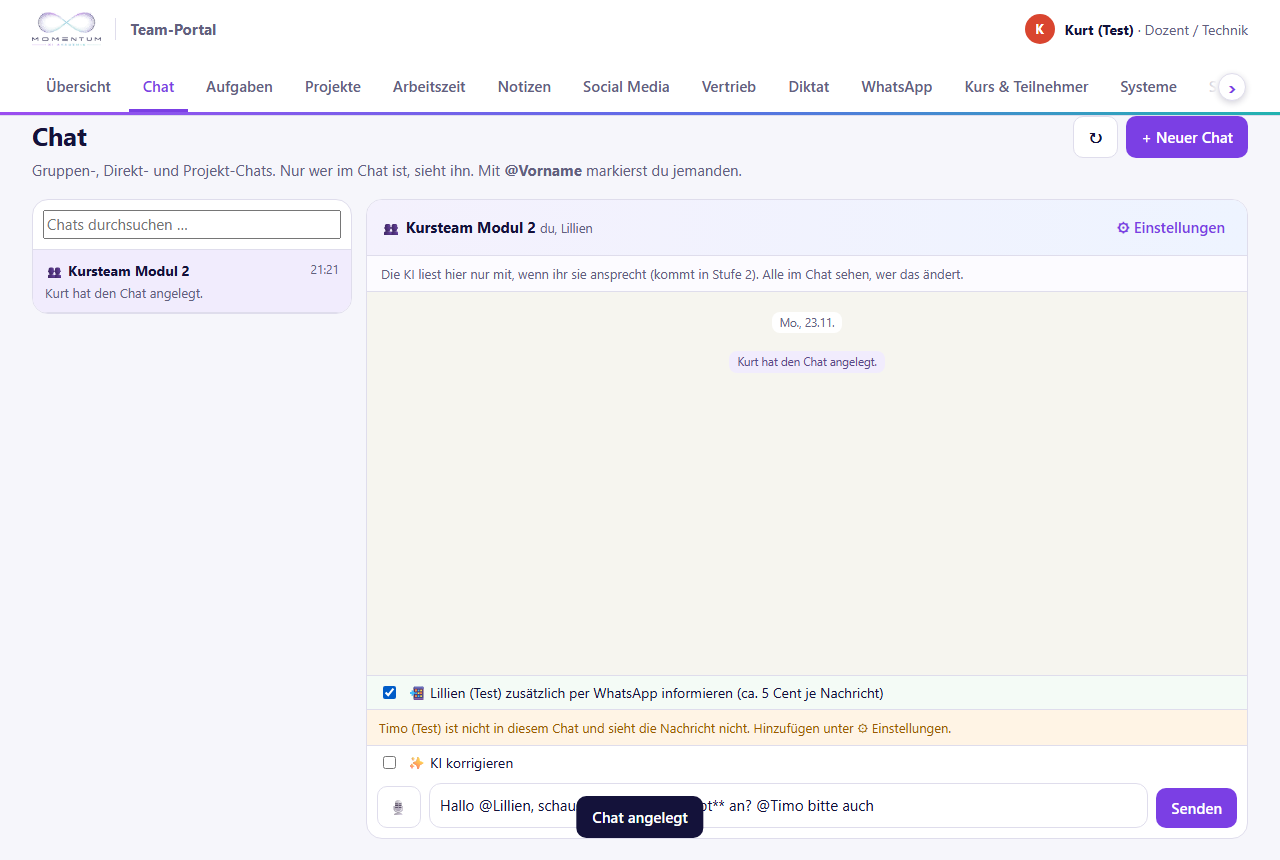 MOMENTUM
Team-Portal
K
Kurt (Test) · Dozent / Technik
Übersicht Chat Aufgaben Projekte Arbeitszeit Notizen Social Media Vertrieb Diktat WhatsApp Kurs & Teilnehmer Systeme
Chat
+ Neuer Chat
Gruppen-, Direkt- und Projekt-Chats. Nur wer im Chat ist, sieht ihn. Mit @Vorname markierst du jemanden.
Chats durchsuchen ...
Kursteam Modul 2 21:21
Kurt hat den Chat angelegt.
Kursteam Modul 2 du, Lillien
⚙ Einstellungen
Die KI liest hier nur mit, wenn ihr sie ansprecht (kommt in Stufe 2). Alle im Chat sehen, wer das ändert.
Mo., 23.11.
Kurt hat den Chat angelegt.
Lillien (Test) zusätzlich per WhatsApp informieren (ca. 5 Cent je Nachricht)
Timo (Test) ist nicht in diesem Chat und sieht die Nachricht nicht. Hinzufügen unter ⚙ Einstellungen.
KI korrigieren
Hallo @Lillien, schau pt** an? @Timo bitte auch
Chat angelegt
Senden